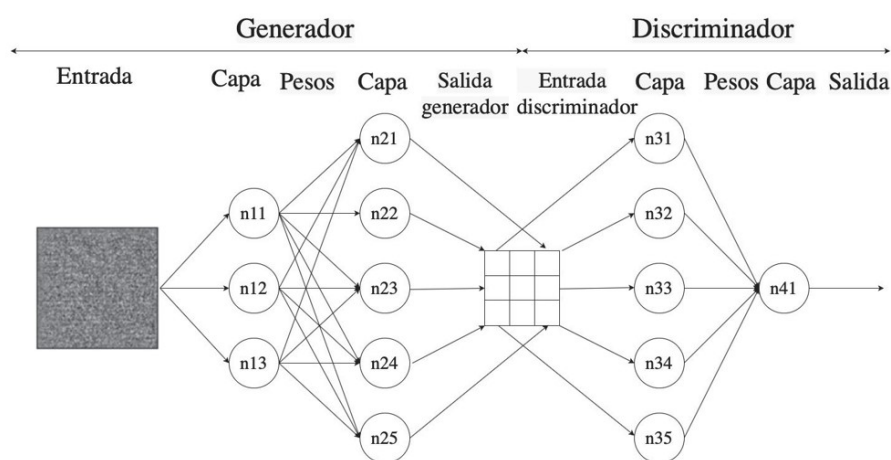 Generador
Discriminador
Entrada
Capa
Pesos
Capa
Salida
generador
Entrada
discriminador
Capa
Pesos
Capa
Salida
n11
n12
n13
n21
n22
n23
n24
n25
n31
n32
n33
n34
n35
n41